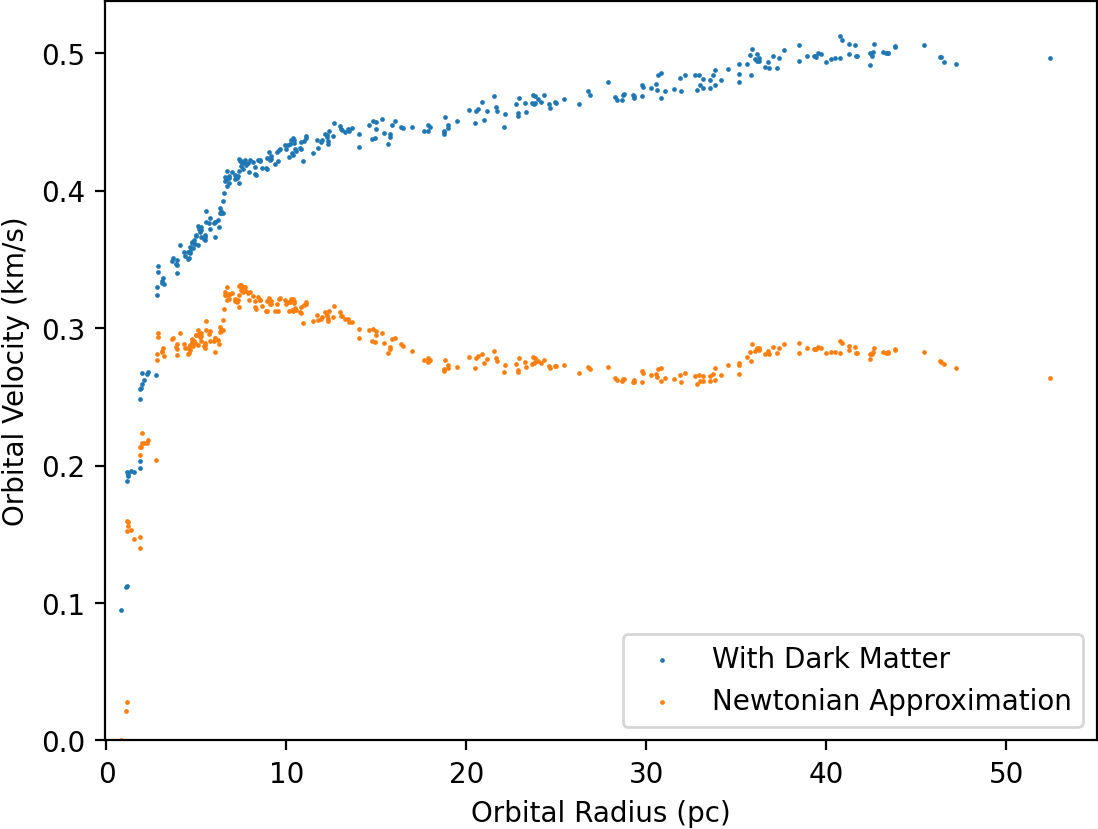 0.5
0.4
0.3
0.2
0.1
0.0
Orbital Velocity (km/s)
With Dark Matter
Newtonian Approximation
0 10 20 30 40 50
Orbital Radius (pc)